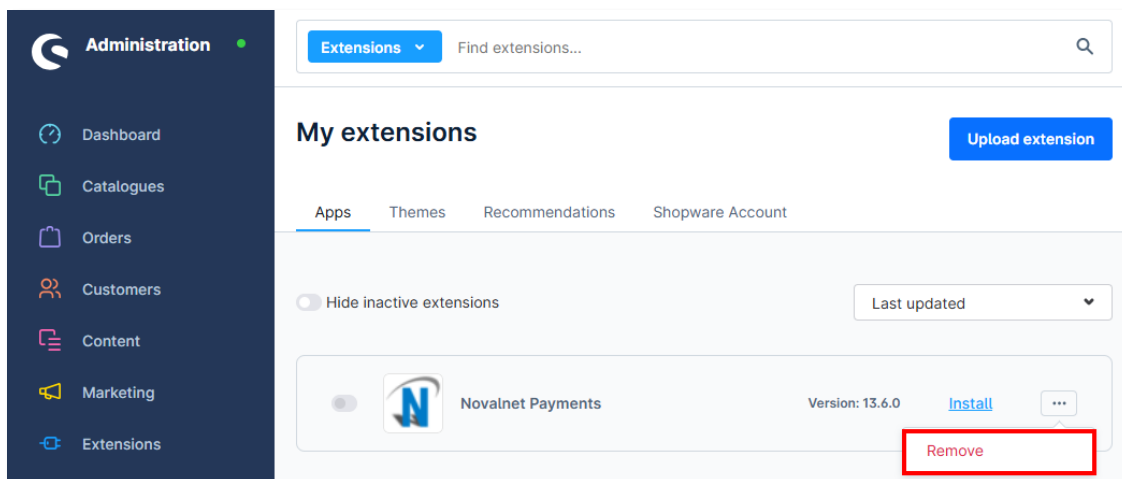 Administration
Extensions
Find extensions...
Dashboard
Catalogues
Orders
Customers
Content
Marketing
Extensions
My extensions
Upload extension
Apps
Themes
Recommendations
Shopware Account
Hide inactive extensions
Last updated
N
Novalnet Payments
Version: 13.6.0
Install
Remove